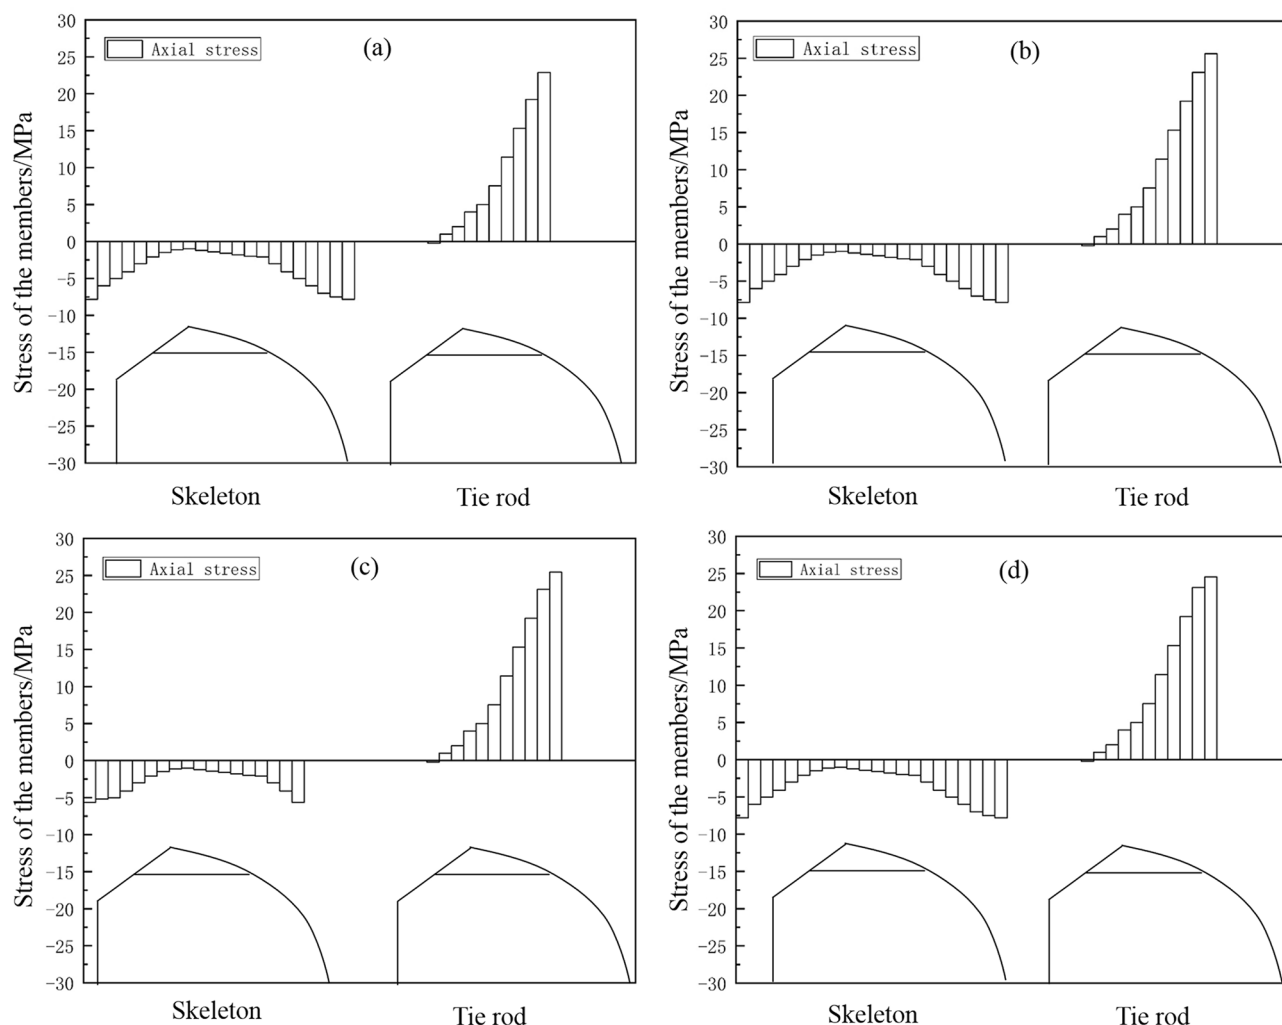 Stress of the members/MPa
30
25
20
15
10
5
0
-5
-10
-15
-20
-25
-30
Axial stress
(a)
Skeleton
Tie rod
Stress of the members/MPa
30
25
20
15
10
5
0
-5
-10
-15
-20
-25
-30
Axial stress
(b)
Skeleton
Tie rod
Stress of the members/MPa
30
25
20
15
10
5
0
-5
-10
-15
-20
-25
-30
Axial stress
(c)
Skeleton
Tie rod
Stress of the members/MPa
30
25
20
15
10
5
0
-5
-10
-15
-20
-25
-30
Axial stress
(d)
Skeleton
Tie rod